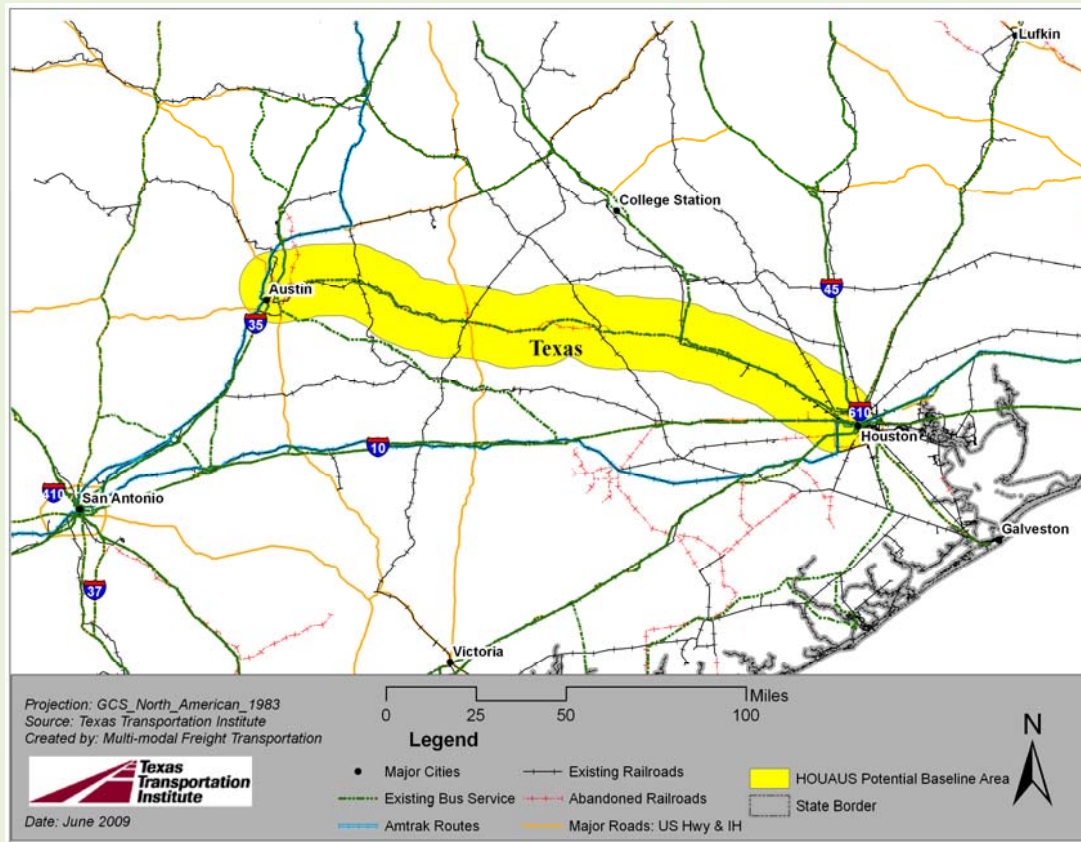 Lufkin
College Station
45
Austin
35
Texas
610
Houston
10
410
San Antonio
Galveston
37
Victoria
Projection: GCS_North_American_1983
Source: Texas Transportation Institute
Created by: Multi-modal Freight Transportation
Texas
Transportation
Institute
Date: June 2009
Miles
0 25 50 100
Legend
Major Cities
Existing Bus Service
Amtrak Routes
Existing Railroads
Abandoned Railroads
Major Roads: US Hwy & IH
HOUAUS Potential Baseline Area
State Border
N